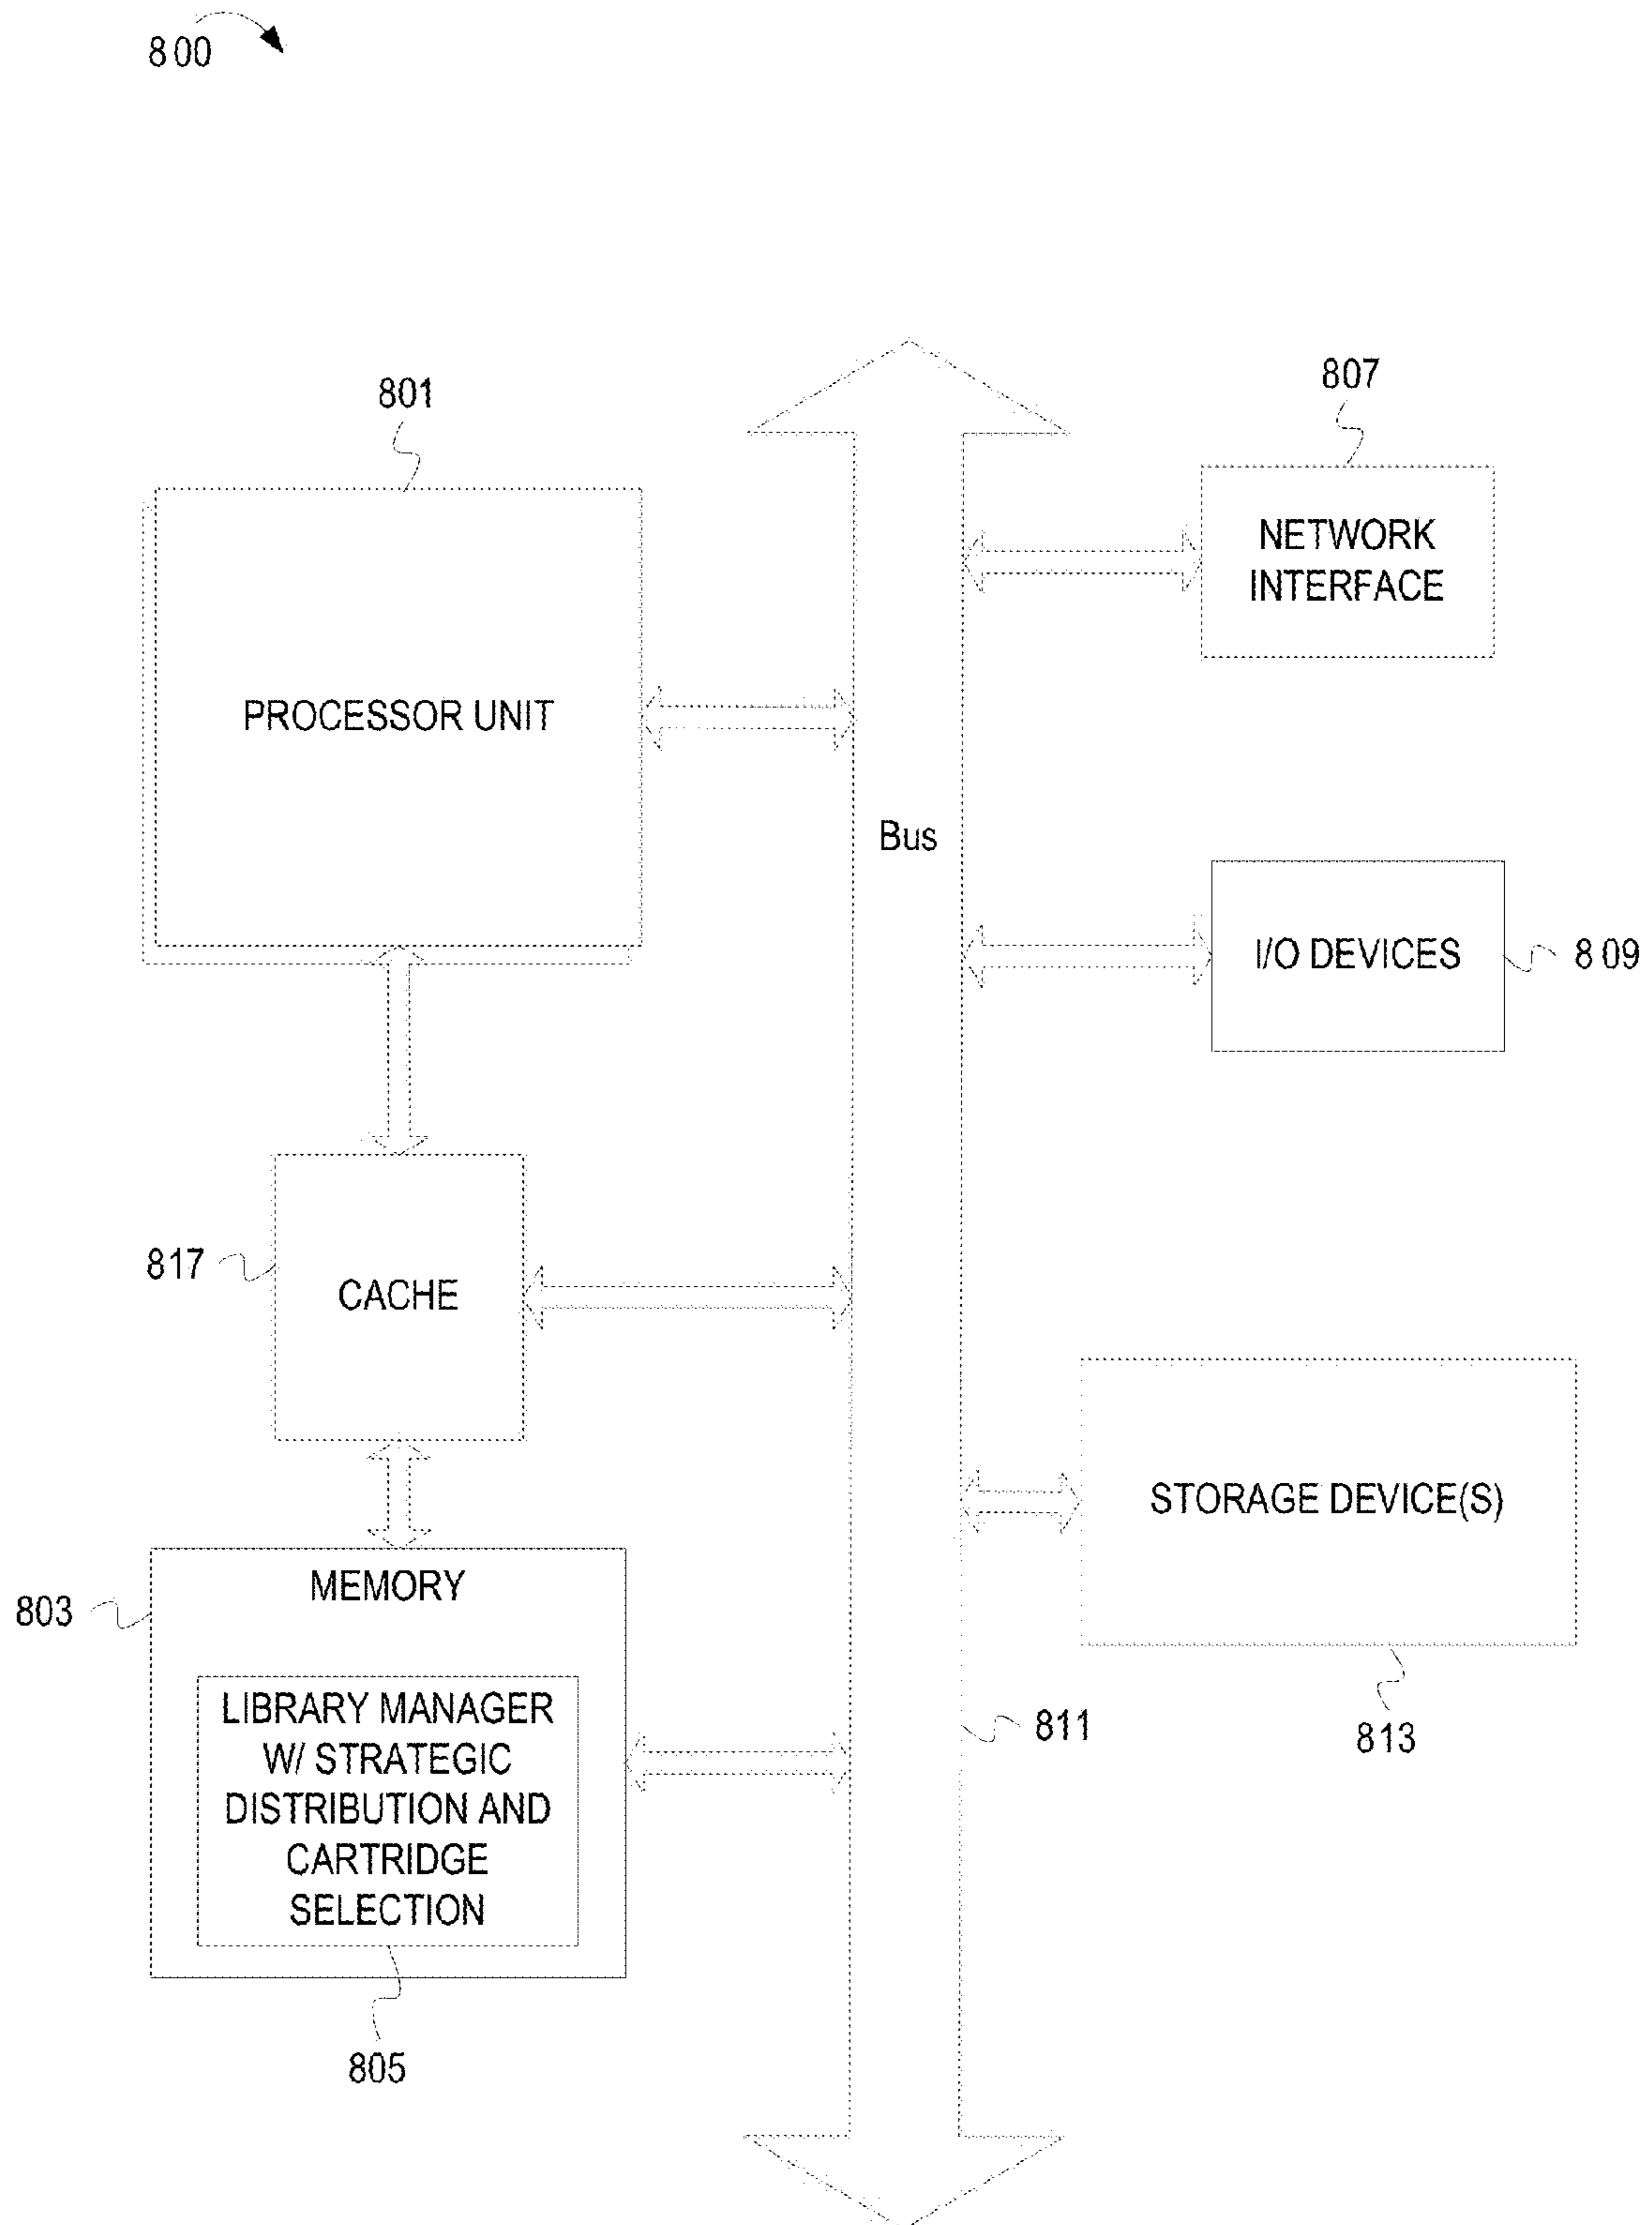 800
801
807
NETWORK
INTERFACE
PROCESSOR UNIT
Bus
I/O DEVICES
809
817
CACHE
STORAGE DEVICE(S)
MEMORY
803
LIBRARY MANAGER
W/ STRATEGIC
DISTRIBUTION AND
CARTRIDGE
SELECTION
811
813
805